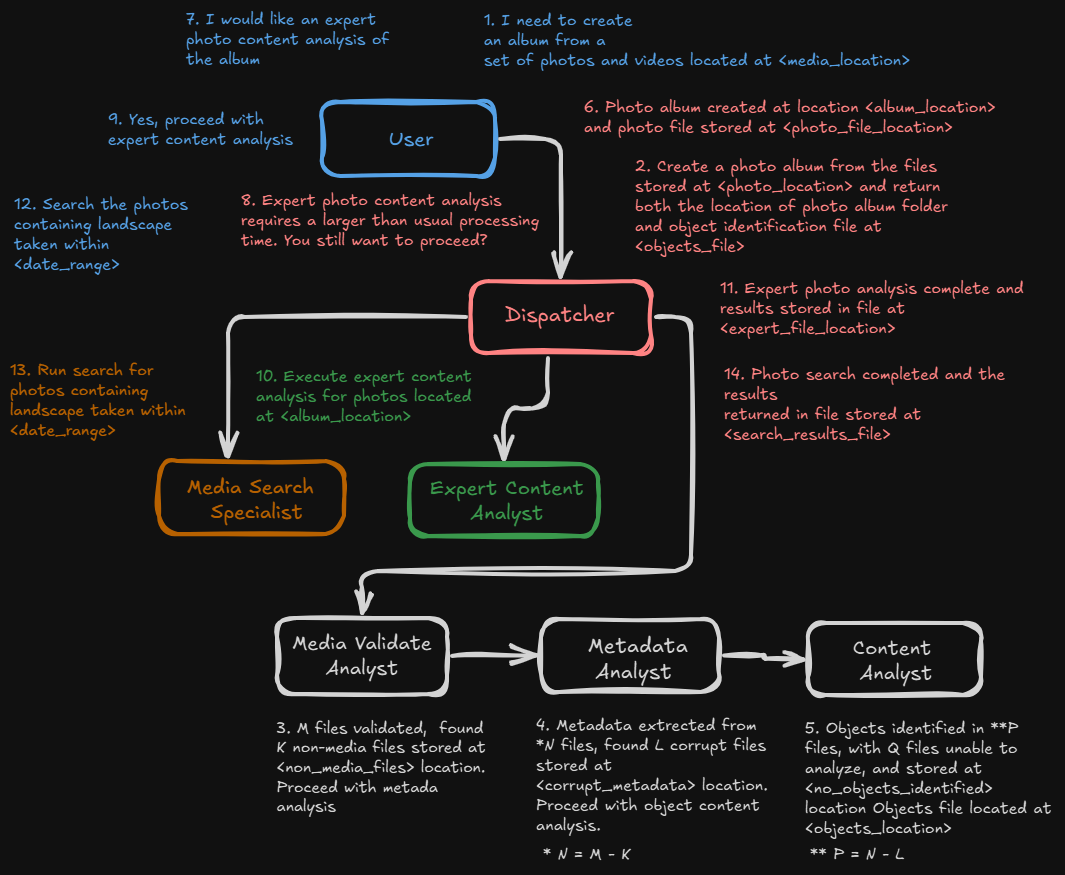 7. I would like an expert
photo content analysis of
the album
1. I need to create
an album from a
set of photos and videos located at <media_location>
9. Yes, proceed with
expert content analysis
User
6. Photo album created at location <album_location>
and photo file stored at <photo_file_location>
2. Create a photo album from the files
stored at <photo_location> and return
both the location of photo album folder
and object identification file at
<objects_file>
12. Search the photos
containing landscape
taken within
<date_range>
8. Expert photo content analysis
requires a larger than usual processing
time. You still want to proceed?
Dispatcher
11. Expert photo analysis complete and
results stored in file at
<expert_file_location>
13. Run search for
photos containing
landscape taken within
<date_range>
10. Execute expert content
analysis for photos located
at <album_location>
14. Photo search completed and the
results
returned in file stored at
<search_results_file>
Media Search
Specialist
Expert Content
Analyst
Media Validate
Analyst
Metadata
Analyst
Content
Analyst
3. M files validated, found
K non-media files stored at
<non_media_files> location.
Proceed with metada
analysis
4. Metadata extrected from
*N files, found L corrupt files
stored at
<corrupt_metadata> location.
Proceed with object content
analysis.
* N = M - K
5. Objects identified in **P
files, with Q files unable to
analyze, and stored at
<no_objects_identified>
location Objects file located at
<objects_location>
** P = N - L